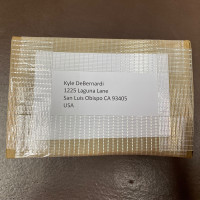 Kyle DeBernardi
1225 Laguna Lane
San Luis Obispo CA 93405
USA